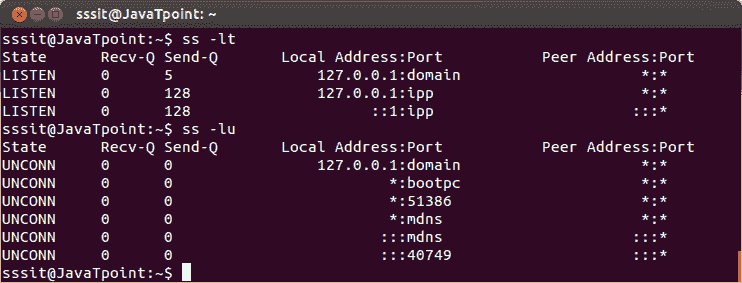 sssit@JavaTpoint: ~
sssit@JavaTpoint:~$ ss -lt
State Recv-Q Send-Q Local Address:Port Peer Address:Port
LISTEN 0 5 127.0.0.1:domain *:*
LISTEN 0 128 127.0.0.1:ipp *:*
LISTEN 0 128 ::1:ipp :::*
sssit@JavaTpoint:~$ ss -lu
State Recv-Q Send-Q Local Address:Port Peer Address:Port
UNCONN 0 0 127.0.0.1:domain *:*
UNCONN 0 0 *:bootpc *:*
UNCONN 0 0 *:51386 *:*
UNCONN 0 0 *:mdns *:*
UNCONN 0 0 :::mdns :::*
UNCONN 0 0 :::40749 :::*
sssit@JavaTpoint:~$